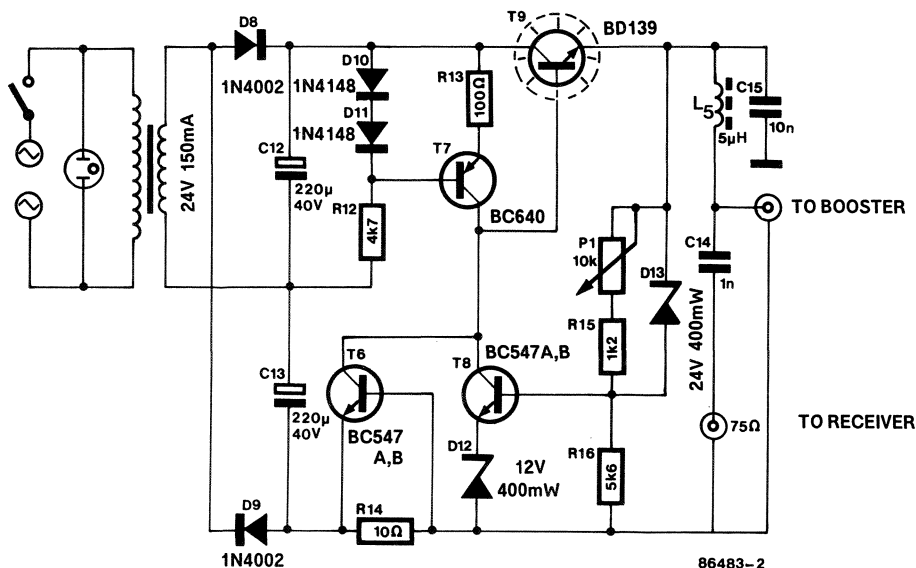 T9
BD139
D8
1N4002
D10
1N4148
D11
1N4148
R13
100Ω
L5
5μH
C15
10n
24V 150mA
C12
220μ
40V
R12
4k7
T7
BC640
TO BOOSTER
P1
10k
D13
24V 400mW
C14
1n
R15
1k2
C13
220μ
40V
T6
BC547
A,B
BC547A,B
T8
D12
12V
400mW
R16
5k6
75Ω
TO RECEIVER
D9
1N4002
R14
10Ω
86483-2